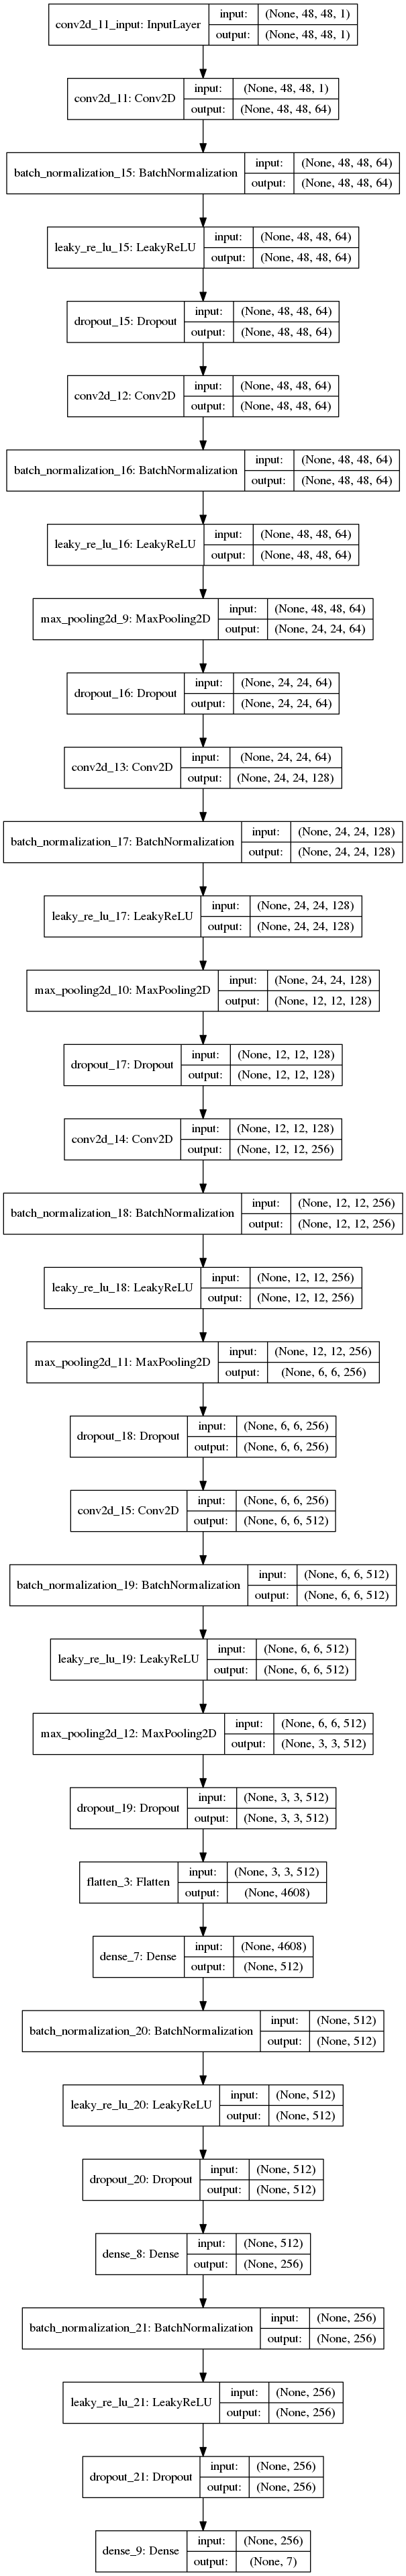 conv2d_11_input: InputLayer input: (None, 48, 48, 1)
output: (None, 48, 48, 1)
conv2d_11: Conv2D input: (None, 48, 48, 1)
output: (None, 48, 48, 64)
batch_normalization_15: BatchNormalization input: (None, 48, 48, 64)
output: (None, 48, 48, 64)
leaky_re_lu_15: LeakyReLU input: (None, 48, 48, 64)
output: (None, 48, 48, 64)
dropout_15: Dropout input: (None, 48, 48, 64)
output: (None, 48, 48, 64)
conv2d_12: Conv2D input: (None, 48, 48, 64)
output: (None, 48, 48, 64)
batch_normalization_16: BatchNormalization input: (None, 48, 48, 64)
output: (None, 48, 48, 64)
leaky_re_lu_16: LeakyReLU input: (None, 48, 48, 64)
output: (None, 48, 48, 64)
max_pooling2d_9: MaxPooling2D input: (None, 48, 48, 64)
output: (None, 24, 24, 64)
dropout_16: Dropout input: (None, 24, 24, 64)
output: (None, 24, 24, 64)
conv2d_13: Conv2D input: (None, 24, 24, 64)
output: (None, 24, 24, 128)
batch_normalization_17: BatchNormalization input: (None, 24, 24, 128)
output: (None, 24, 24, 128)
leaky_re_lu_17: LeakyReLU input: (None, 24, 24, 128)
output: (None, 24, 24, 128)
max_pooling2d_10: MaxPooling2D input: (None, 24, 24, 128)
output: (None, 12, 12, 128)
dropout_17: Dropout input: (None, 12, 12, 128)
output: (None, 12, 12, 128)
conv2d_14: Conv2D input: (None, 12, 12, 128)
output: (None, 12, 12, 256)
batch_normalization_18: BatchNormalization input: (None, 12, 12, 256)
output: (None, 12, 12, 256)
leaky_re_lu_18: LeakyReLU input: (None, 12, 12, 256)
output: (None, 12, 12, 256)
max_pooling2d_11: MaxPooling2D input: (None, 12, 12, 256)
output: (None, 6, 6, 256)
dropout_18: Dropout input: (None, 6, 6, 256)
output: (None, 6, 6, 256)
conv2d_15: Conv2D input: (None, 6, 6, 256)
output: (None, 6, 6, 512)
batch_normalization_19: BatchNormalization input: (None, 6, 6, 512)
output: (None, 6, 6, 512)
leaky_re_lu_19: LeakyReLU input: (None, 6, 6, 512)
output: (None, 6, 6, 512)
max_pooling2d_12: MaxPooling2D input: (None, 6, 6, 512)
output: (None, 3, 3, 512)
dropout_19: Dropout input: (None, 3, 3, 512)
output: (None, 3, 3, 512)
flatten_3: Flatten input: (None, 3, 3, 512)
output: (None, 4608)
dense_7: Dense input: (None, 4608)
output: (None, 512)
batch_normalization_20: BatchNormalization input: (None, 512)
output: (None, 512)
leaky_re_lu_20: LeakyReLU input: (None, 512)
output: (None, 512)
dropout_20: Dropout input: (None, 512)
output: (None, 512)
dense_8: Dense input: (None, 512)
output: (None, 256)
batch_normalization_21: BatchNormalization input: (None, 256)
output: (None, 256)
leaky_re_lu_21: LeakyReLU input: (None, 256)
output: (None, 256)
dropout_21: Dropout input: (None, 256)
output: (None, 256)
dense_9: Dense input: (None, 256)
output: (None, 7)